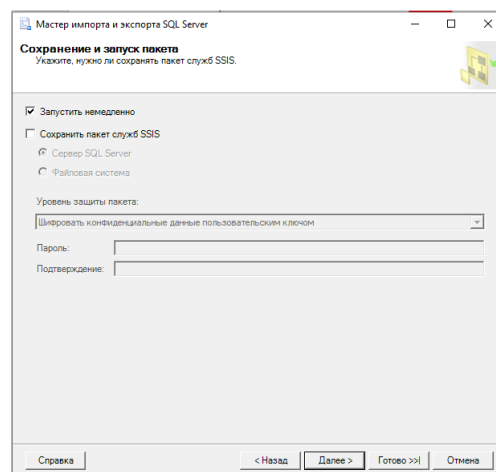 Мастер импорта и экспорта SQL Server
Сохранение и запуск пакета
Укажите, нужно ли сохранять пакет служб SSIS.
Запустить немедленно
Сохранить пакет служб SSIS
Сервер SQL Server
Файловая система
Уровень защиты пакета:
Шифровать конфиденциальные данные пользовательским ключом
Пароль:
Подтверждение:
Справка < Назад Далее > Готово >>| Отмена